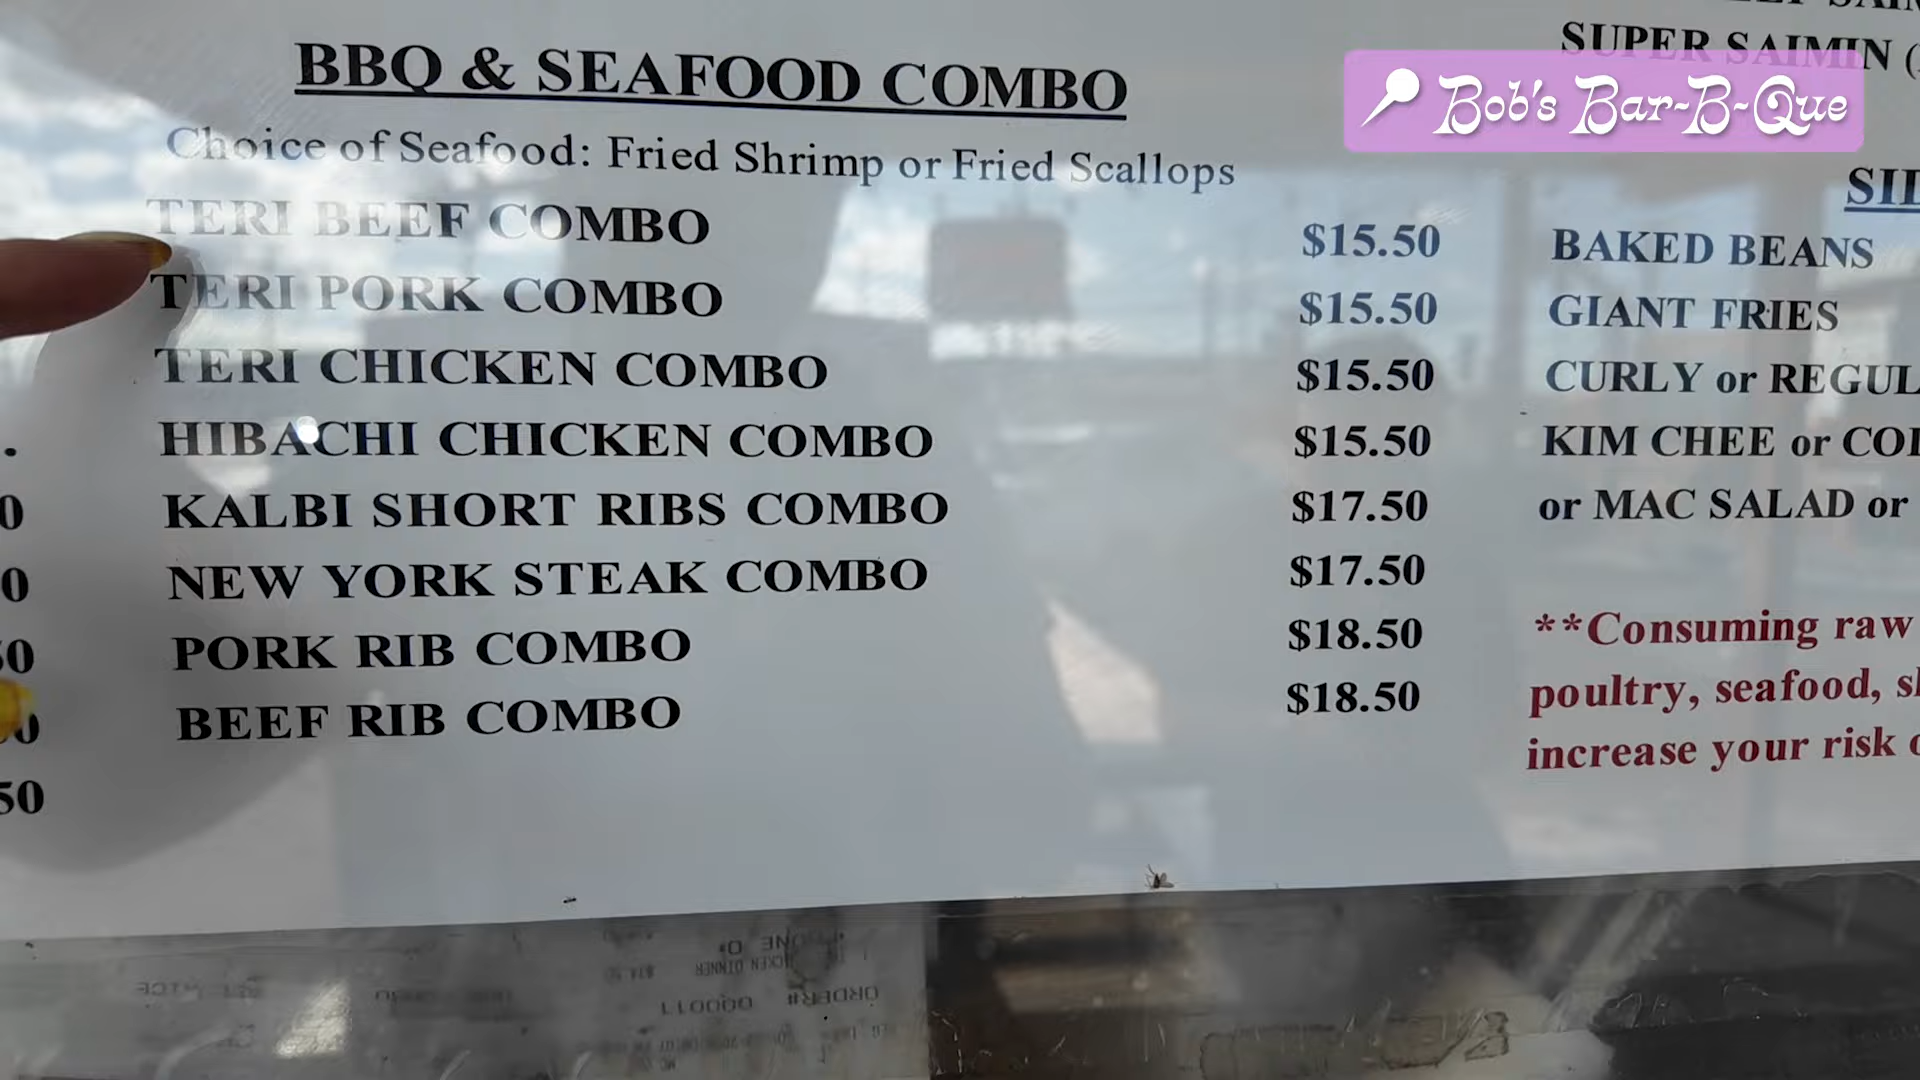 BBQ & SEAFOOD COMBO
Choice of Seafood: Fried Shrimp or Fried Scallops
TERI BEEF COMBO $15.50
TERI PORK COMBO $15.50
TERI CHICKEN COMBO $15.50
HIBACHI CHICKEN COMBO $15.50
KALBI SHORT RIBS COMBO $17.50
NEW YORK STEAK COMBO $17.50
PORK RIB COMBO $18.50
BEEF RIB COMBO $18.50
SUPER SAIMIN (
Bob's Bar-B-Que
BAKED BEANS
GIANT FRIES
CURLY or
KIM CHEE or
or MAC SALAD or
**Consuming raw
poultry, seafood,
increase your risk
50
ORDER# 000011